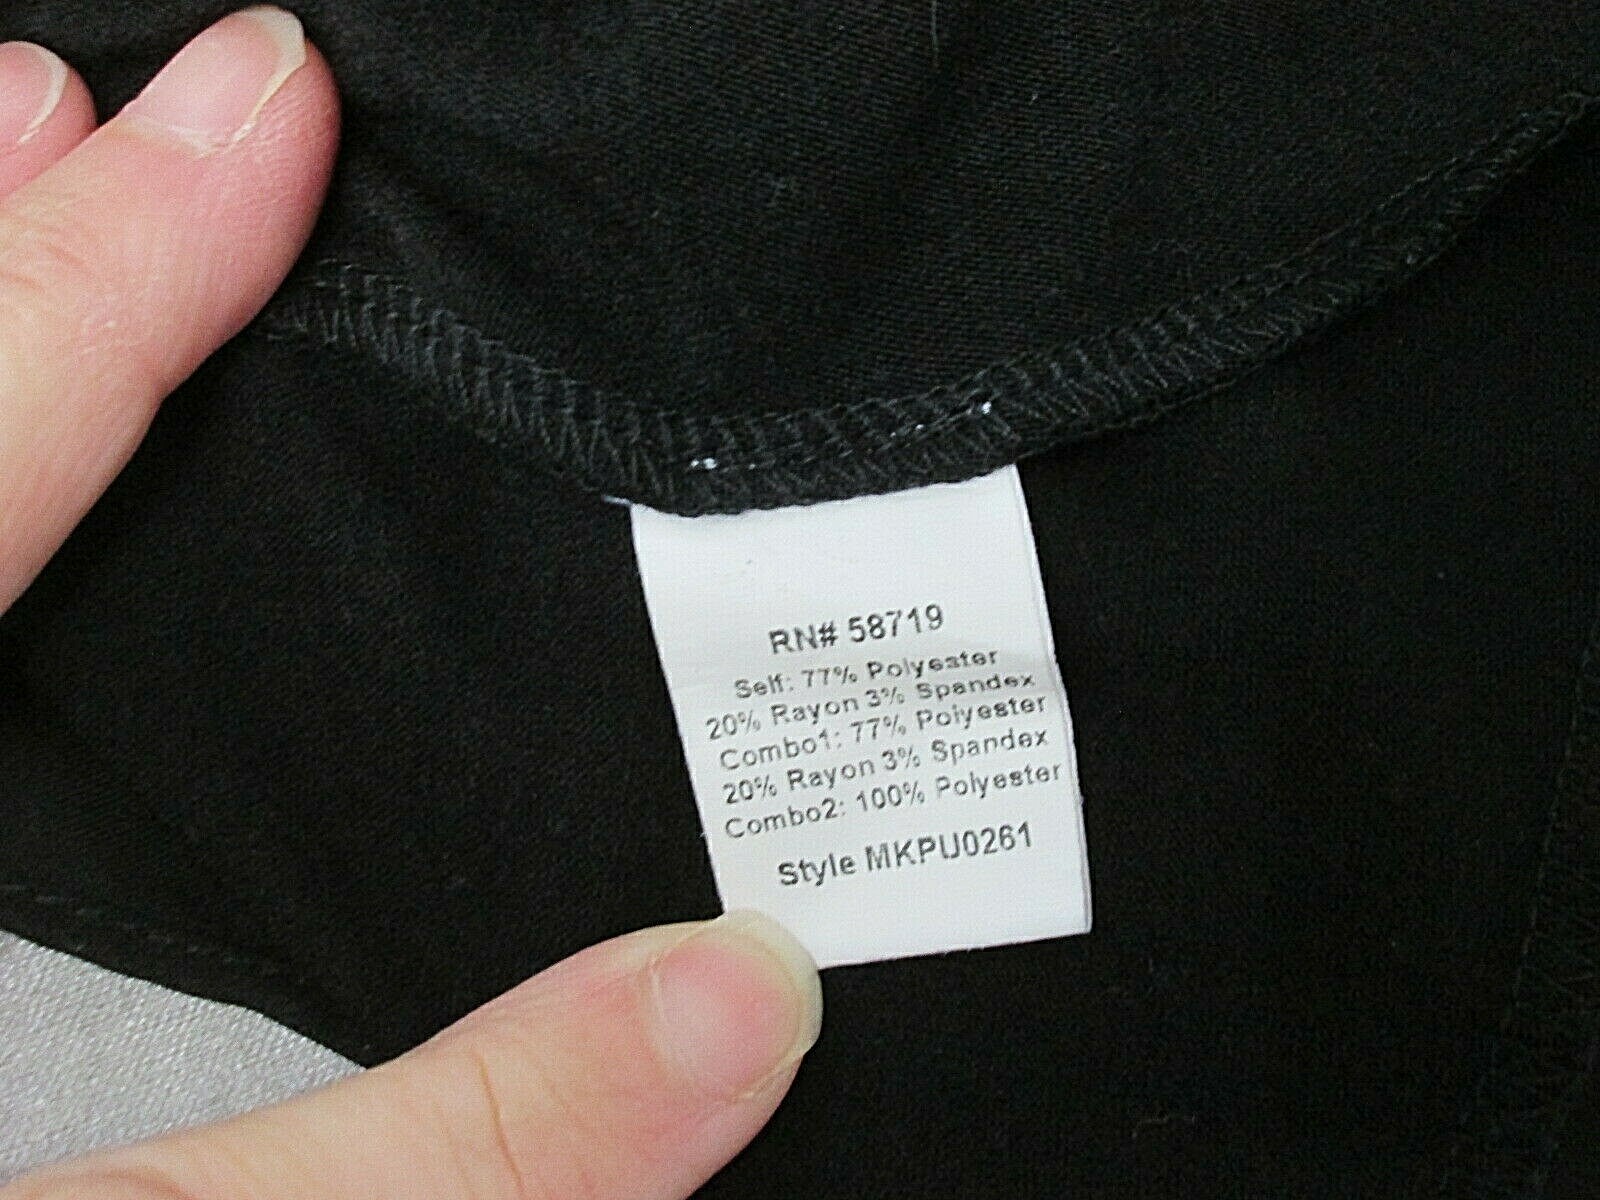 RN# 58719
Self: 77% Polyester
20% Rayon 3% Spandex
Combo1: 77% Polyester
20% Rayon 3% Spandex
Combo2: 100% Polyester
Style MKPU0261